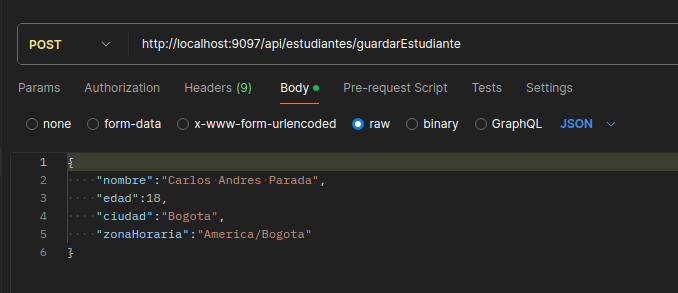 POST http://localhost:9097/api/estudiantes/guardarEstudiante
Params Authorization Headers (9) Body Pre-request Script Tests Settings
none form-data x-www-form-urlencoded raw binary GraphQL JSON
1 {
2 "nombre":"Carlos Andres Parada",
3 "edad":18,
4 "ciudad":"Bogota",
5 "zonaHoraria":"America/Bogota"
6 }